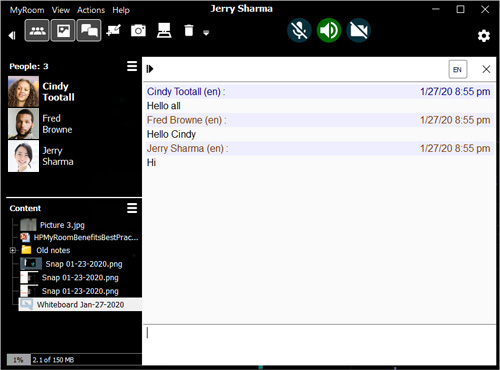 MyRoom View Actions Help
Jerry Sharma
People: 3
Cindy
Tootall
Fred
Browne
Jerry
Sharma
EN
Cindy Tootall (en) : 1/27/20 8:55 pm
Hello all
Fred Browne (en) : 1/27/20 8:55 pm
Hello Cindy
Jerry Sharma (en) : 1/27/20 8:55 pm
Hi
Content
Picture 3.jpg
HPMyRoomBenefitsBestPrac...
Old notes
Snap 01-23-2020.png
Snap 01-23-2020.png
Snap 01-23-2020.png
Whiteboard Jan-27-2020
1% 2.1 of 150 MB